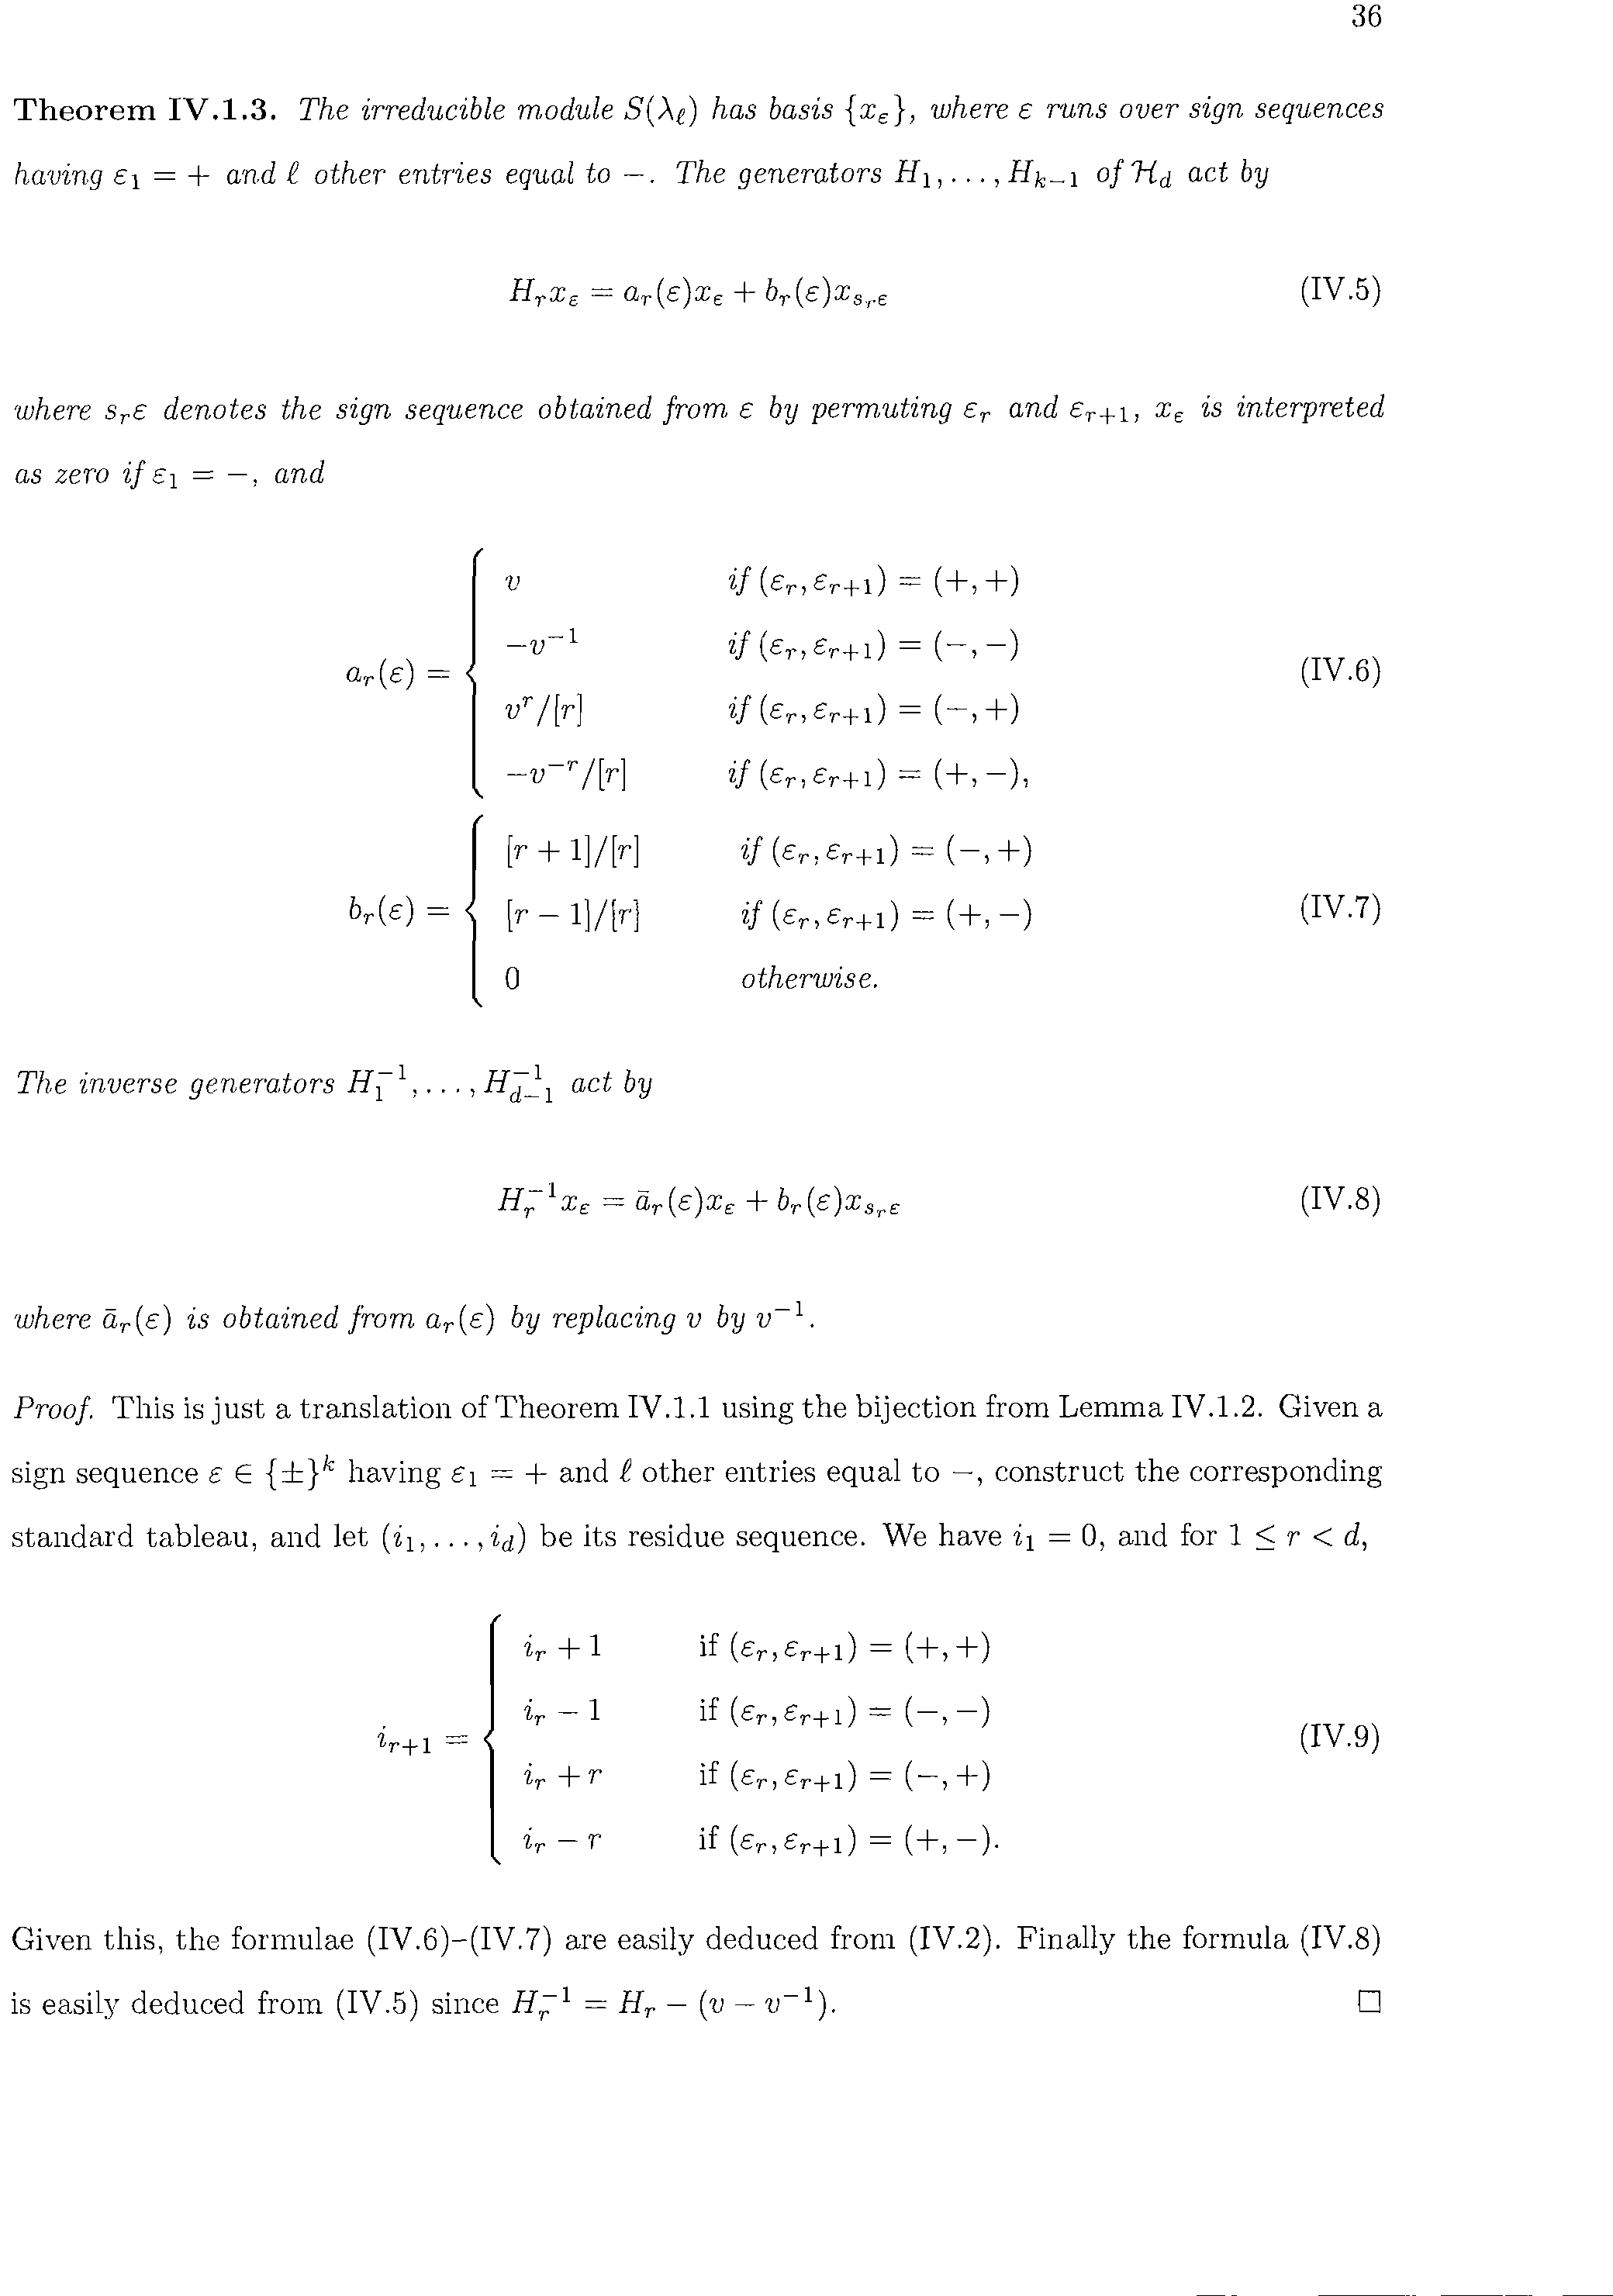 36
Theorem IV.1.3. The irreducible module S(λ_ℓ) has basis {x_ε}, where ε runs over sign sequences
having ε_1 = + and ℓ other entries equal to −. The generators H_1, . . . , H_{k−1} of ℋ_d act by
H_r x_ε = a_r(ε)x_ε + b_r(ε)x_{s_r ε} (IV.5)
where s_r ε denotes the sign sequence obtained from ε by permuting ε_r and ε_{r+1}, x_ε is interpreted
as zero if ε_1 = −, and
a_r(ε) = { v if (ε_r, ε_{r+1}) = (+, +)
−v^{−1} if (ε_r, ε_{r+1}) = (−, −)
v^r/[r] if (ε_r, ε_{r+1}) = (−, +)
−v^{−r}/[r] if (ε_r, ε_{r+1}) = (+, −), (IV.6)
b_r(ε) = { [r + 1]/[r] if (ε_r, ε_{r+1}) = (−, +)
[r − 1]/[r] if (ε_r, ε_{r+1}) = (+, −)
0 otherwise. (IV.7)
The inverse generators H_1^{−1}, . . . , H_{d−1}^{−1} act by
H_r^{−1} x_ε = ā_r(ε)x_ε + b_r(ε)x_{s_r ε} (IV.8)
where ā_r(ε) is obtained from a_r(ε) by replacing v by v^{−1}.
Proof. This is just a translation of Theorem IV.1.1 using the bijection from Lemma IV.1.2. Given a
sign sequence ε ∈ {±}^k having ε_1 = + and ℓ other entries equal to −, construct the corresponding
standard tableau, and let (i_1, . . . , i_d) be its residue sequence. We have i_1 = 0, and for 1 ≤ r < d,
i_{r+1} = { i_r + 1 if (ε_r, ε_{r+1}) = (+, +)
i_r − 1 if (ε_r, ε_{r+1}) = (−, −)
i_r + r if (ε_r, ε_{r+1}) = (−, +)
i_r − r if (ε_r, ε_{r+1}) = (+, −). (IV.9)
Given this, the formulae (IV.6)–(IV.7) are easily deduced from (IV.2). Finally the formula (IV.8)
is easily deduced from (IV.5) since H_r^{−1} = H_r − (v − v^{−1}). □